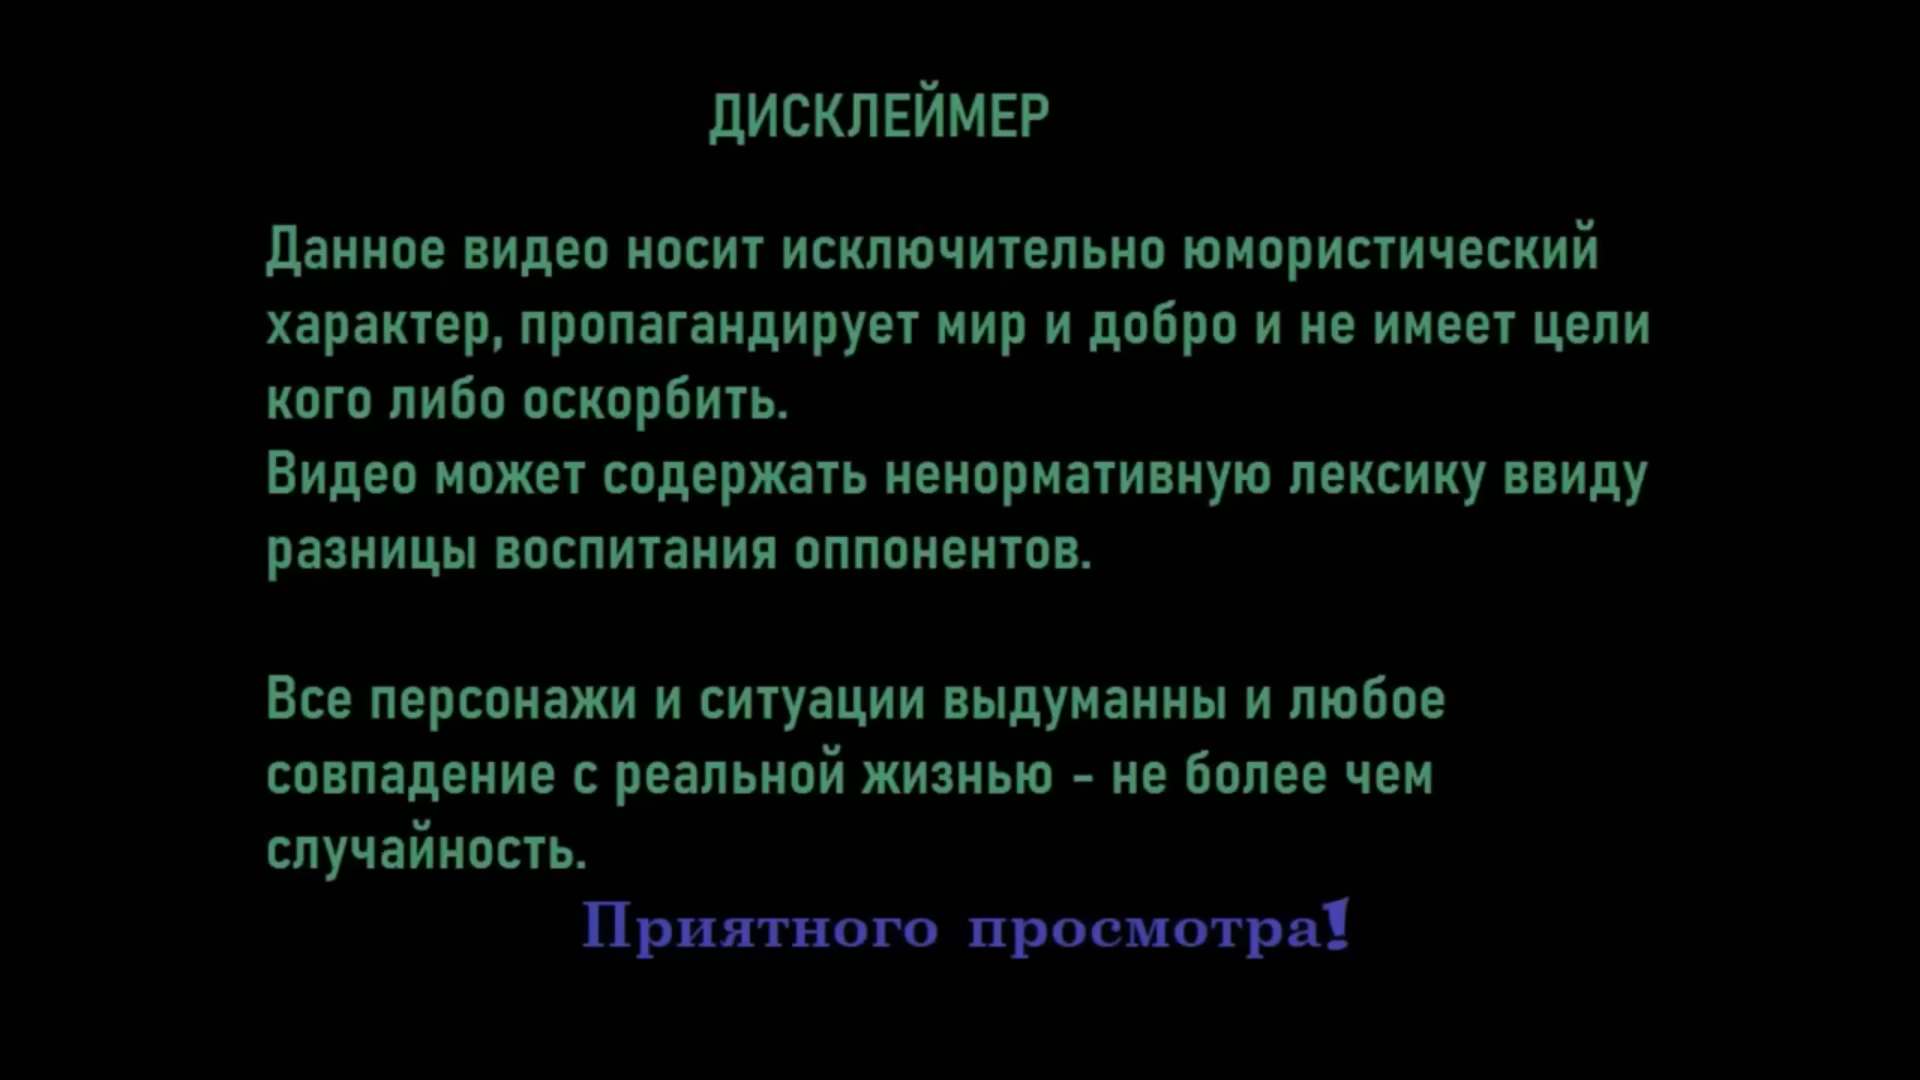 ДИСКЛЕЙМЕР
Данное видео носит исключительно юмористический
характер, пропагандирует мир и добро и не имеет цели
кого либо оскорбить.
Видео может содержать ненормативную лексику ввиду
разницы воспитания оппонентов.
Все персонажи и ситуации выдуманны и любое
совпадение с реальной жизнью - не более чем
случайность.
Приятного просмотра!